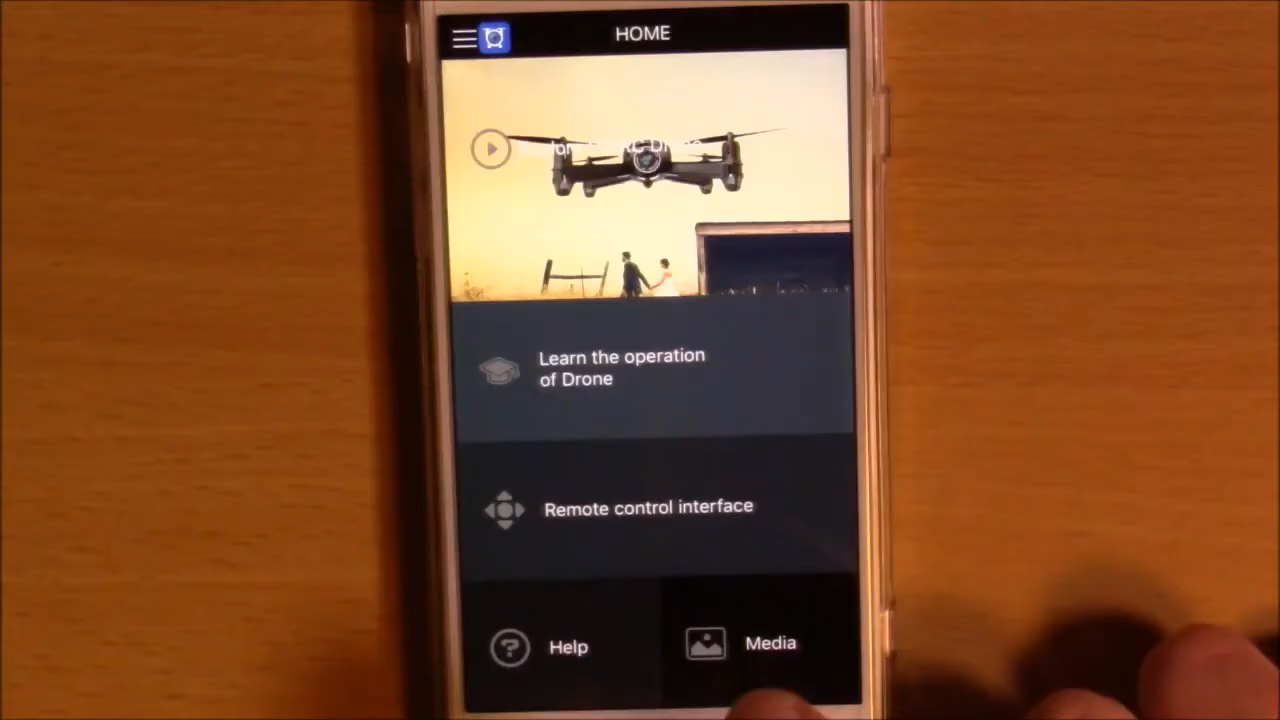 HOME
Learn the operation
of Drone
Remote control interface
Help
Media